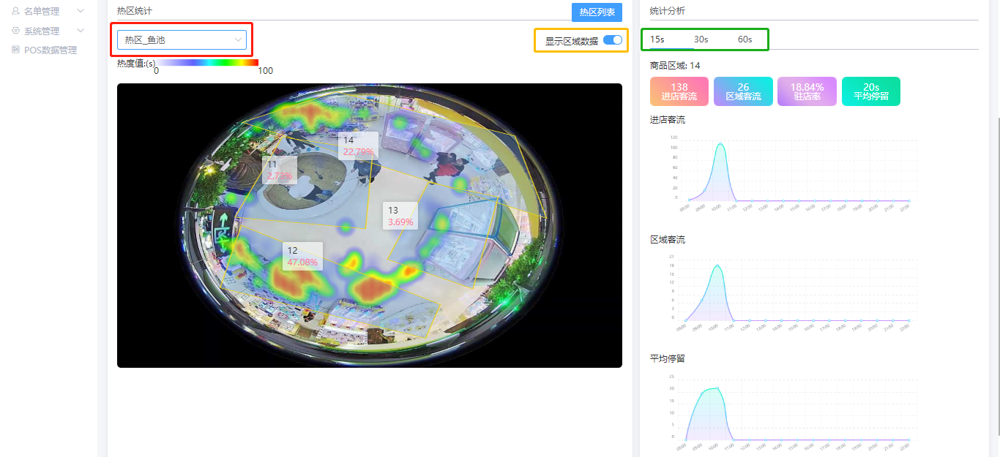 名单管理
系统管理
POS数据管理
热区统计
热区列表
热区_鱼池
显示区域数据
热度值:(s)
0
100
14
22.79%
11
2.73%
13
3.69%
12
47.08%
统计分析
15s 30s 60s
商品区域: 14
138 26 18.84% 20s
进店客流 区域客流 驻店率 平均停留
进店客流
120
100
80
60
40
20
0
08:00 09:00 10:00 11:00 12:00 13:00 14:00 15:00 16:00 17:00 18:00 19:00 20:00 21:00 22:00
区域客流
21
18
15
12
9
6
3
0
08:00 09:00 10:00 11:00 12:00 13:00 14:00 15:00 16:00 17:00 18:00 19:00 20:00 21:00 22:00
平均停留
25
20
15
10
5
0
08:00 09:00 10:00 11:00 12:00 13:00 14:00 15:00 16:00 17:00 18:00 19:00 20:00 21:00 22:00